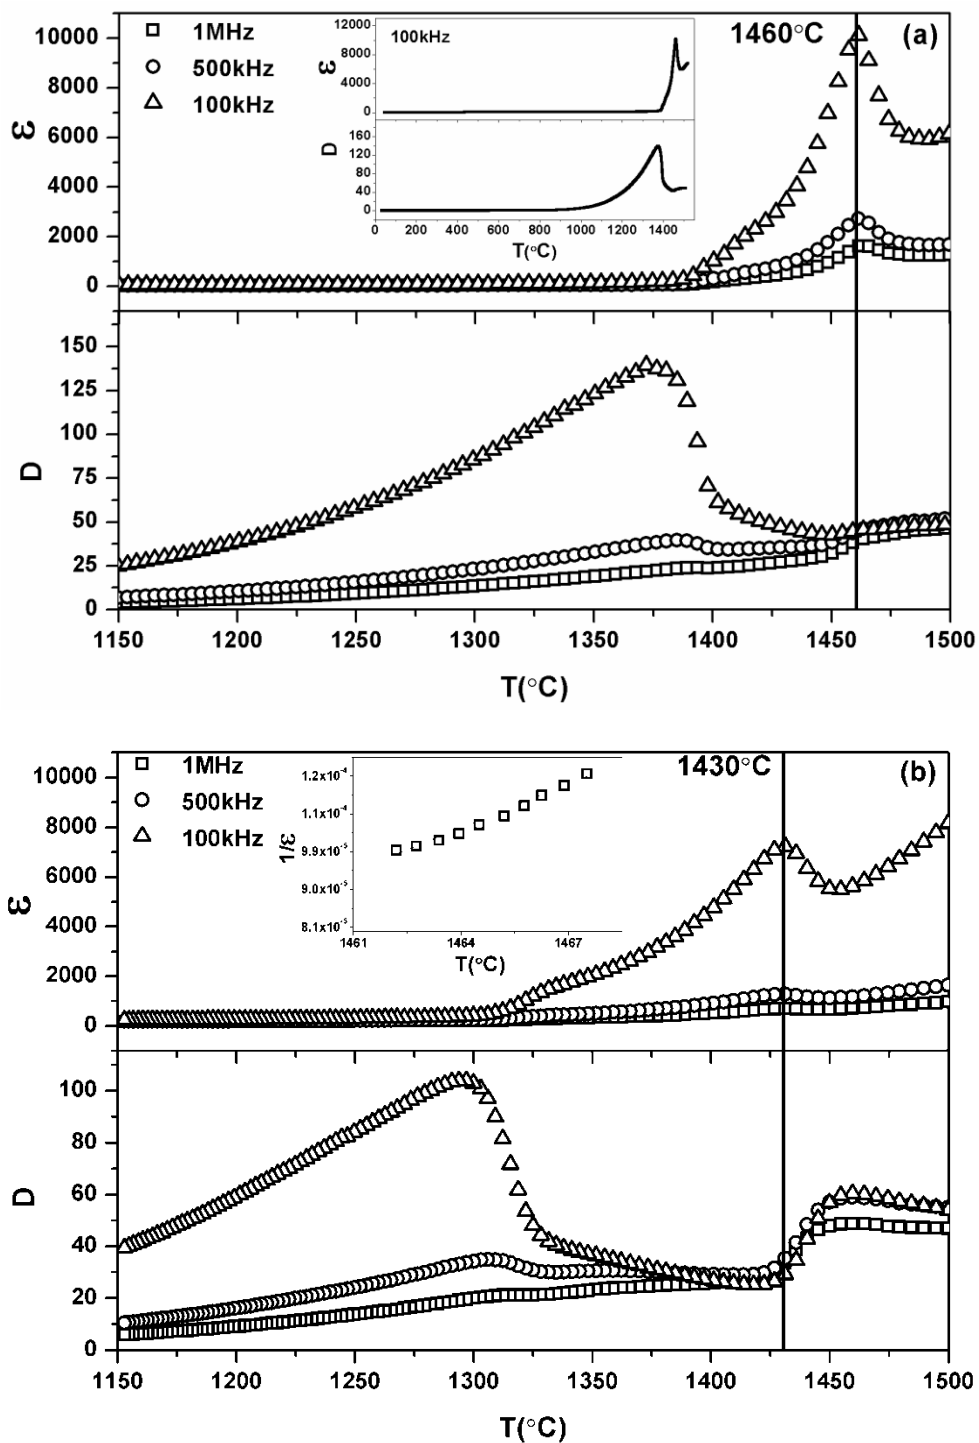 1MHz
500kHz
100kHz
1460°C
(a)
ε
10000
8000
6000
4000
2000
0
100kHz
ε
12000
8000
4000
0
D
160
120
80
40
0
0 200 400 600 800 1000 1200 1400
T(°C)
D
150
125
100
75
50
25
0
1150 1200 1250 1300 1350 1400 1450 1500
T(°C)
1MHz
500kHz
100kHz
1430°C
(b)
ε
10000
8000
6000
4000
2000
0
1/ε
1.2x10⁻⁴
1.1x10⁻⁴
9.9x10⁻⁵
9.0x10⁻⁵
8.1x10⁻⁵
1461 1464 1467
T(°C)
D
100
80
60
40
20
0
1150 1200 1250 1300 1350 1400 1450 1500
T(°C)